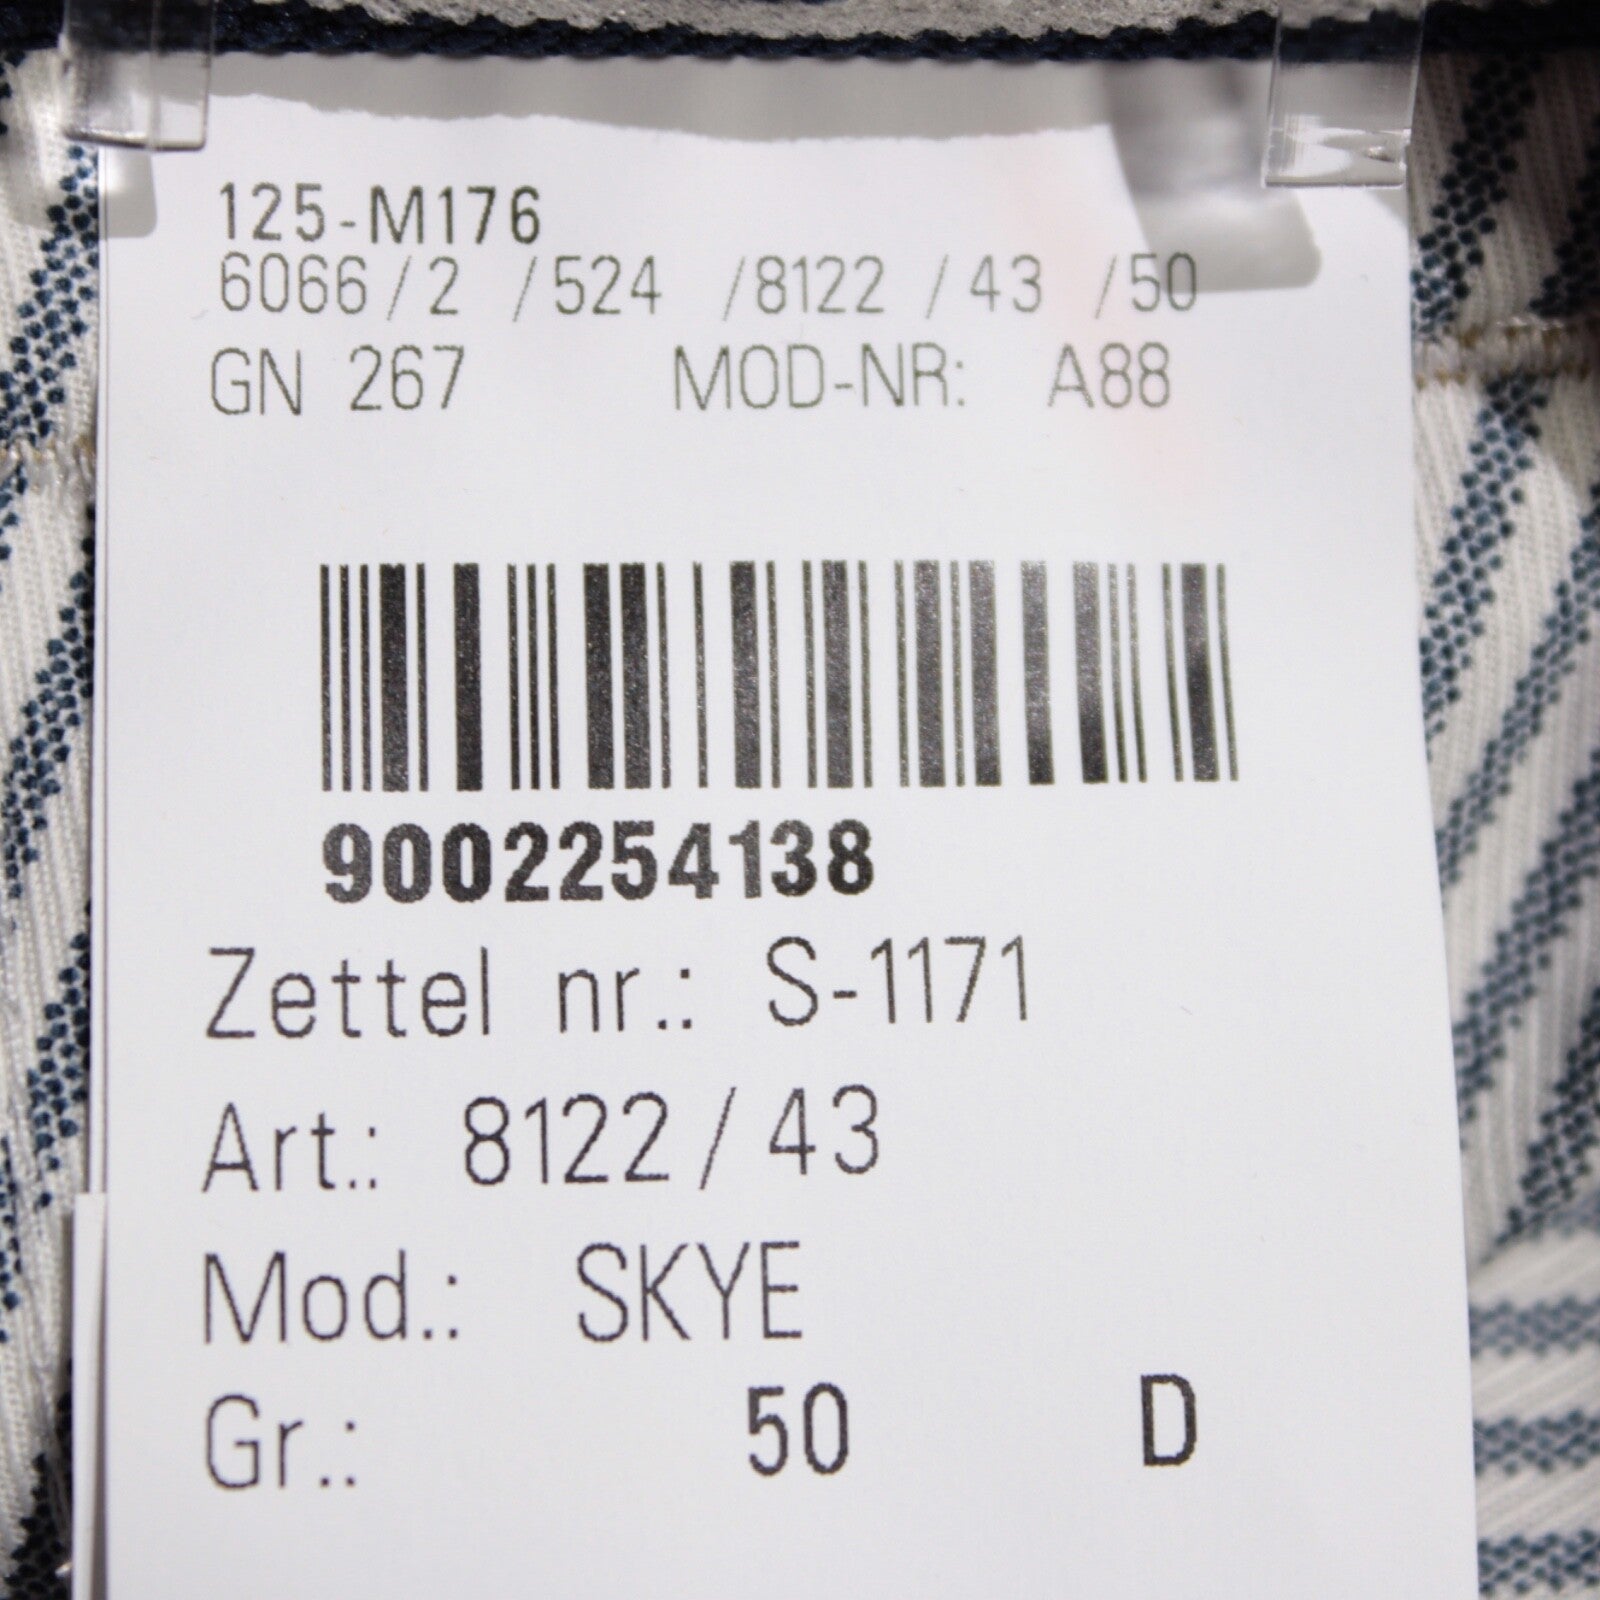 125-M176
6066 / 2 / 524 / 8122 / 43 / 50
GN 267 MOD-NR: A88
9002254138
Zettel nr.: S-1171
Art.: 8122 / 43
Mod.: SKYE
Gr.: 50 D